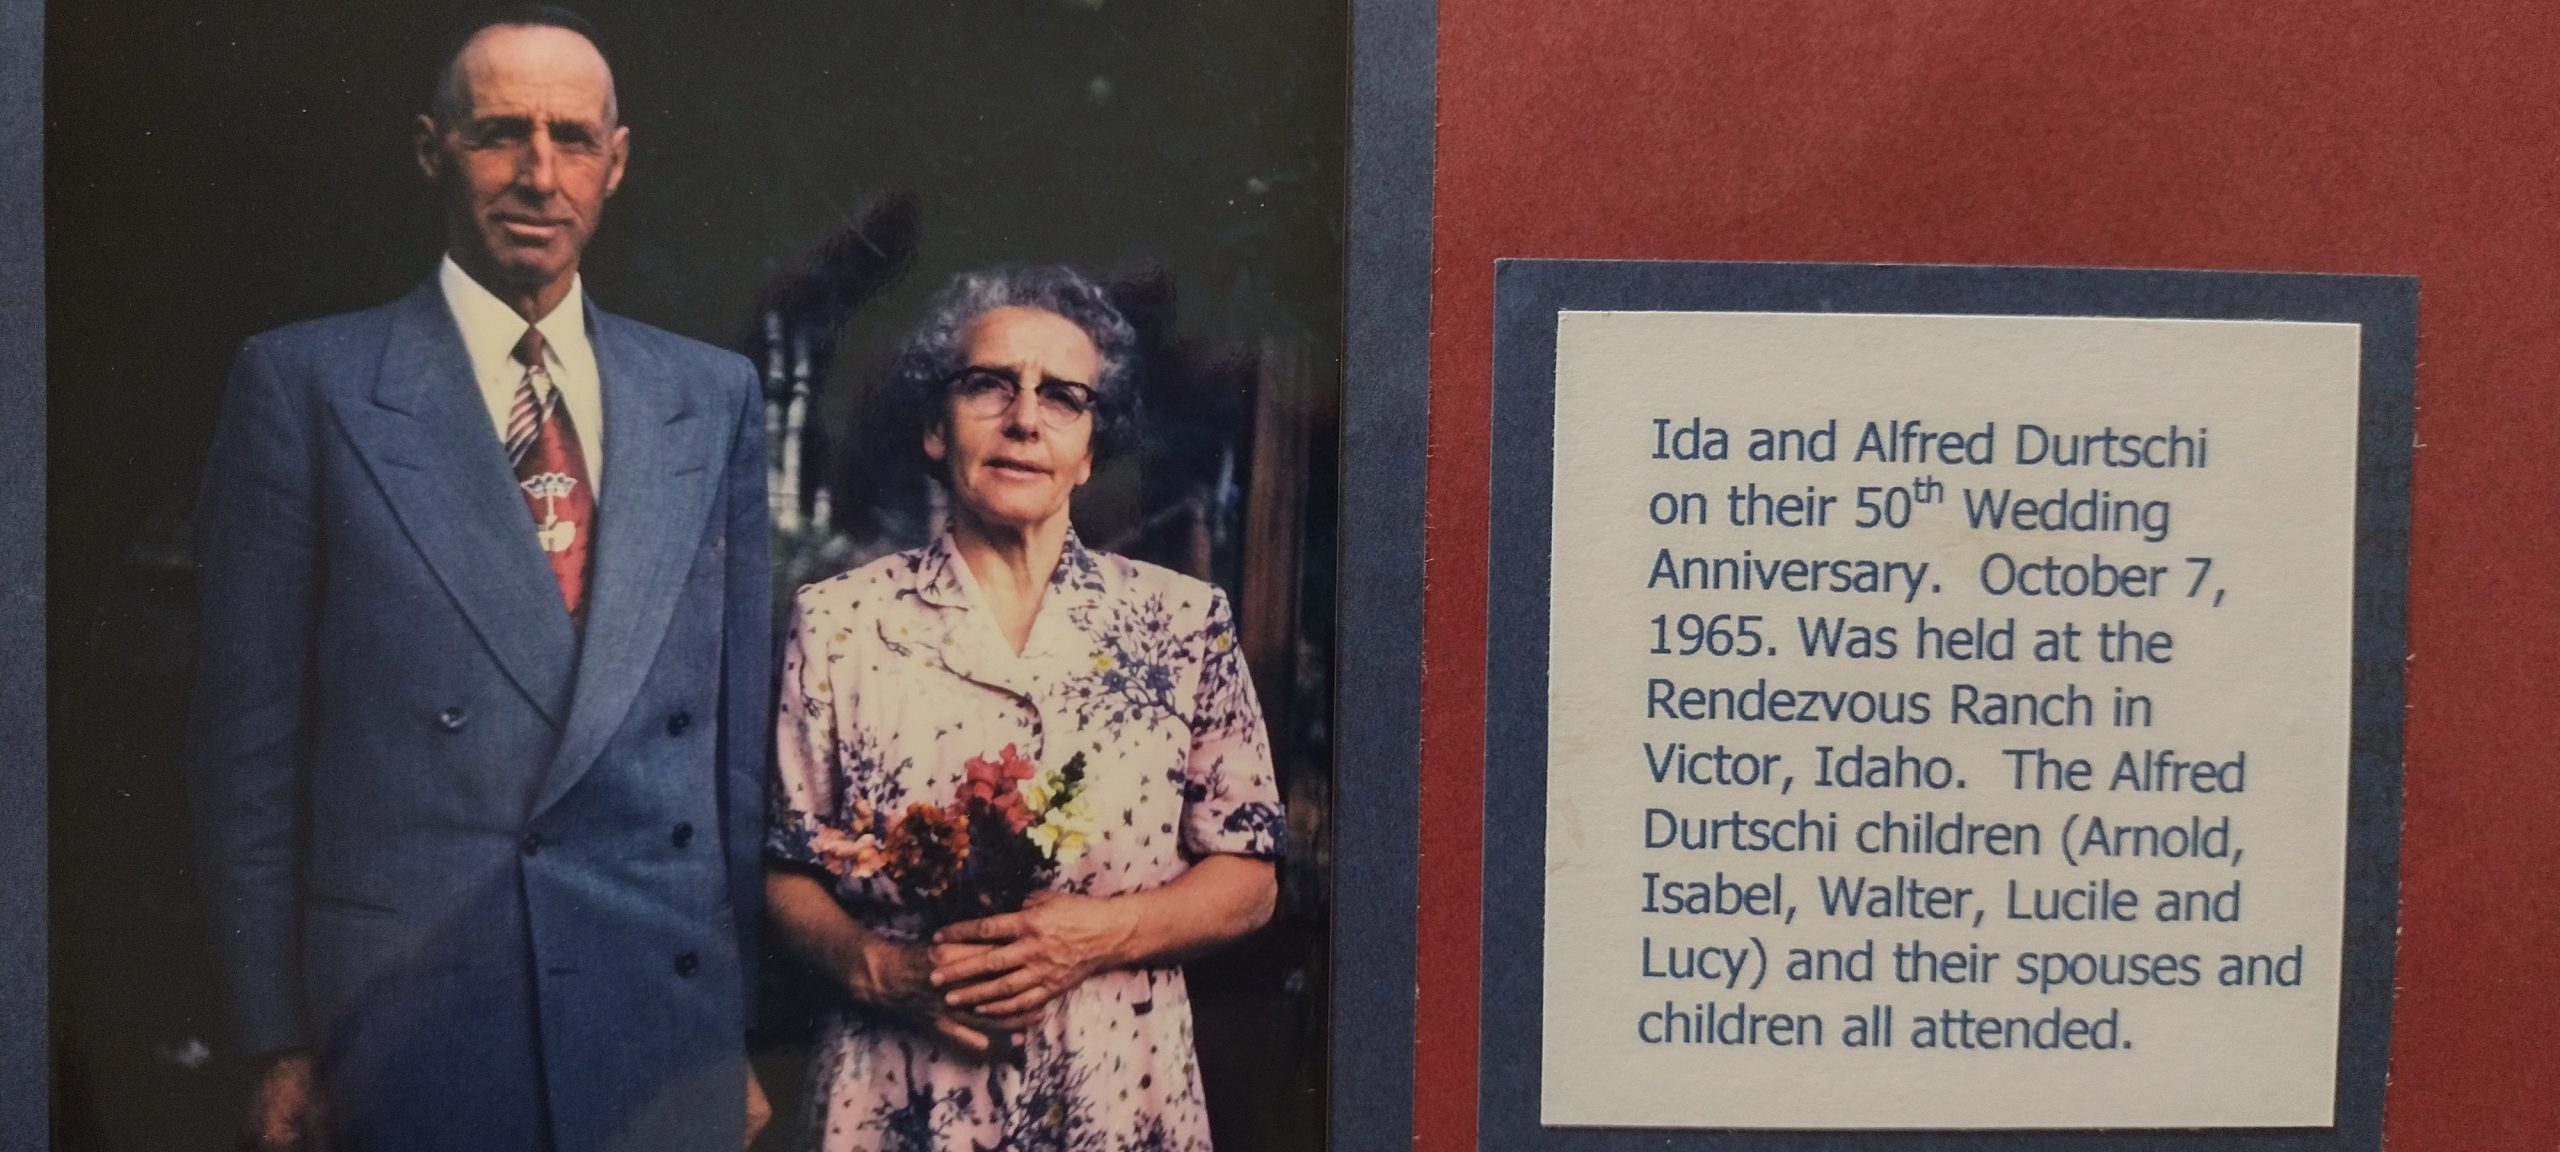 Ida and Alfred Durtschi
on their 50th Wedding
Anniversary.  October 7,
1965. Was held at the
Rendezvous Ranch in
Victor, Idaho.  The Alfred
Durtschi children (Arnold,
Isabel, Walter, Lucile and
Lucy) and their spouses and
children all attended.